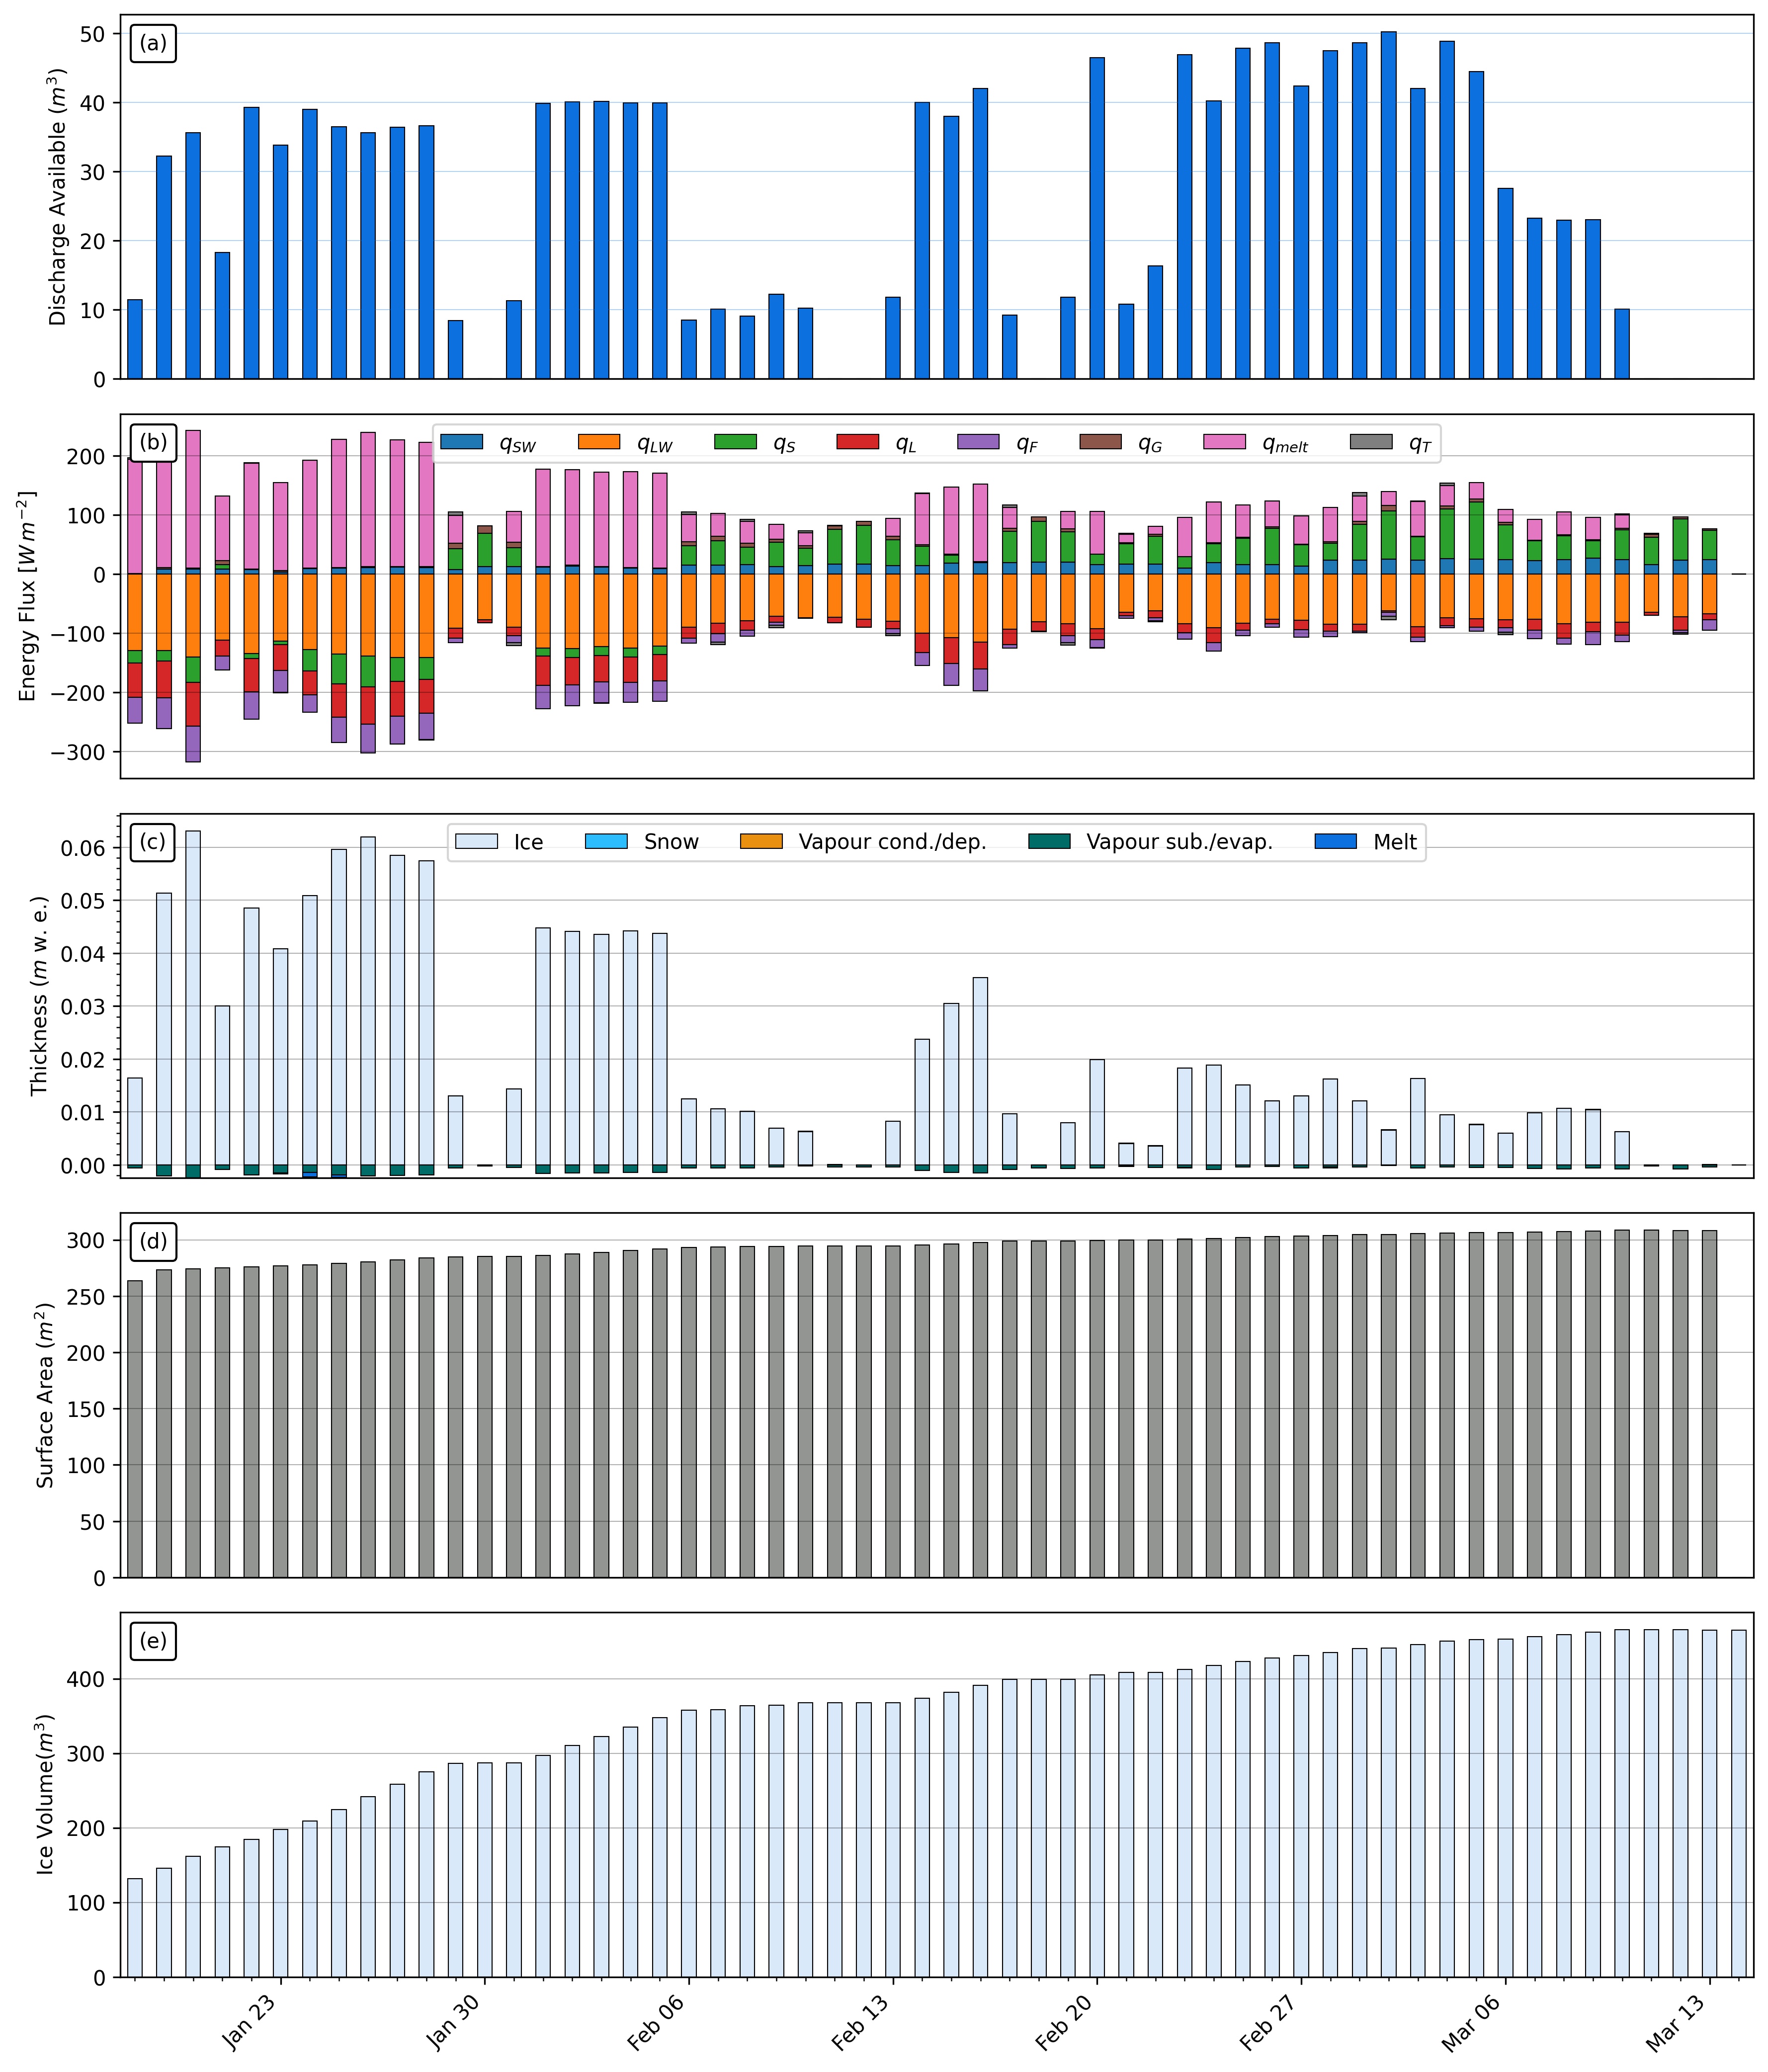 (a)
Discharge Available (m³)
50
40
30
20
10
0
(b)
q_SW q_LW q_S q_L q_F q_G q_melt q_T
Energy Flux [W m⁻²]
200
100
0
−100
−200
−300
(c)
Ice Snow Vapour cond./dep. Vapour sub./evap. Melt
Thickness (m w. e.)
0.06
0.05
0.04
0.03
0.02
0.01
0.00
(d)
Surface Area (m²)
300
250
200
150
100
50
0
(e)
Ice Volume(m³)
400
300
200
100
0
Jan 23 Jan 30 Feb 06 Feb 13 Feb 20 Feb 27 Mar 06 Mar 13